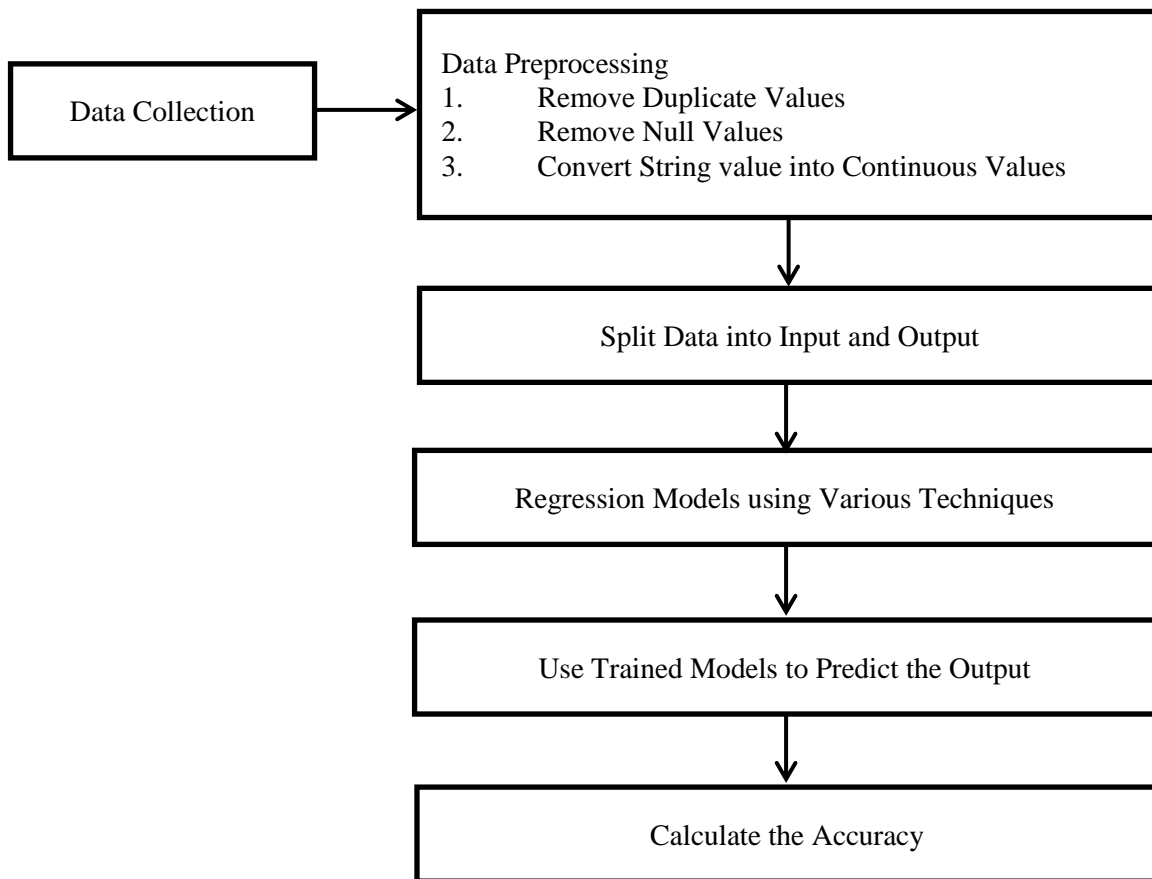 Data Collection
Data Preprocessing
1. Remove Duplicate Values
2. Remove Null Values
3. Convert String value into Continuous Values
Split Data into Input and Output
Regression Models using Various Techniques
Use Trained Models to Predict the Output
Calculate the Accuracy